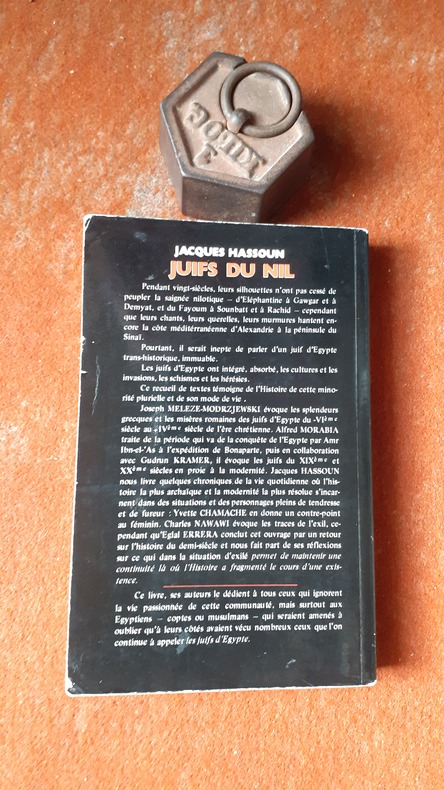 1
KILOG
JACQUES HASSOUN
JUIFS DU NIL
Pendant vingt-siècles, leurs silhouettes n'ont pas cessé de
peupler la saignée nilotique – d'Eléphantine à Gawgar et à
Demyat, et du Fayoum à Sounbatt et à Rachid – cependant
que leurs chants, leurs querelles, leurs murmures hantent en-
core la côte méditérranéenne d'Alexandrie à la péninsule du
Sinaï.
Pourtant, il serait inepte de parler d'un juif d'Egypte
trans-historique, immuable.
Les juifs d'Egypte ont intégré, absorbé, les cultures et les
invasions, les schismes et les hérésies.
Ce recueil de textes témoigne de l'Histoire de cette mino-
rité plurielle et de son mode de vie .
Joseph MELEZE-MODRZJEWSKI évoque les splendeurs
grecques et les misères romaines des juifs d'Egypte du -VIème
siècle au +IVème siècle de l'ère chrétienne. Alfred MORABIA
traite de la période qui va de la conquête de l'Egypte par Amr
Ibn-el-'As à l'expédition de Bonaparte, puis en collaboration
avec Gudrun KRAMER, il évoque les juifs du XIXème et
XXème siècles en proie à la modernité. Jacques HASSOUN
nous livre quelques chroniques de la vie quotidienne où l'his-
toire la plus archaïque et la modernité la plus résolue s'incar-
nent dans des situations et des personnages pleins de tendresse
et de fureur : Yvette CHAMACHE en donne un contre-point
au féminin. Charles NAWAWI évoque les traces de l'exil, ce-
pendant qu'Eglal ERRERA conclut cet ouvrage par un retour
sur l'histoire du demi-siècle et nous fait part de ses réflexions
sur ce qui dans la situation d'exilé permet de maintenir une
continuité là où l'Histoire a fragmenté le cours d'une exis-
tence.
Ce livre, ses auteurs le dédient à tous ceux qui ignorent
la vie passionnée de cette communauté, mais surtout aux
Egyptiens – coptes ou musulmans – qui seraient amenés à
oublier qu'à leurs côtés avaient vécu nombreux ceux que l'on
continue à appeler les juifs d'Egypte.